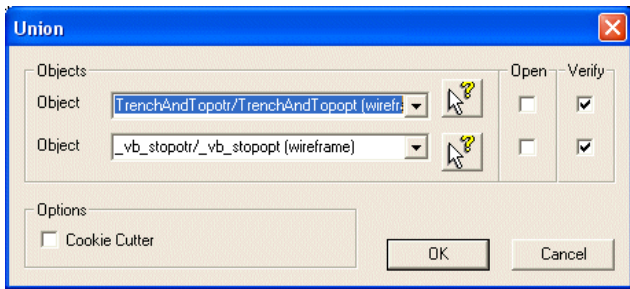 Union
Objects
Open
Verify
Object
TrenchAndTopotr/TrenchAndTopopt (wirefr
Object
_vb_stopotr/_vb_stopopt (wireframe)
Options
Cookie Cutter
OK
Cancel